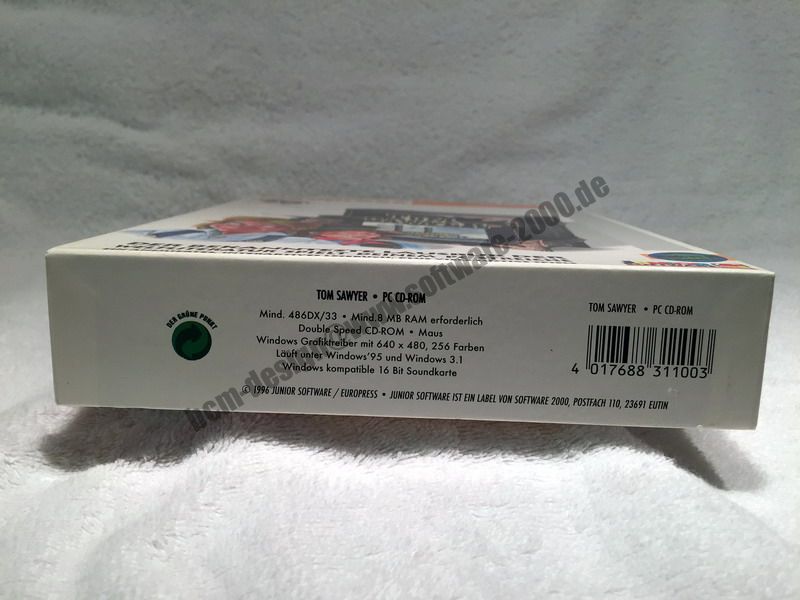 DER GRÜNE PUNKT
TOM SAWYER • PC CD-ROM
Mind. 486DX/33 • Mind.8 MB RAM erforderlich
Double Speed CD-ROM • Maus
Windows Grafiktreiber mit 640 x 480, 256 Farben
Läuft unter Windows'95 und Windows 3.1
Windows kompatible 16 Bit Soundkarte
© 1996 JUNIOR SOFTWARE / EUROPRESS • JUNIOR SOFTWARE IST EIN LABEL VON SOFTWARE 2000, POSTFACH 110, 23691 EUTIN
TOM SAWYER • PC CD-ROM
4 017688 311003
bcm-design@www.software-2000.de